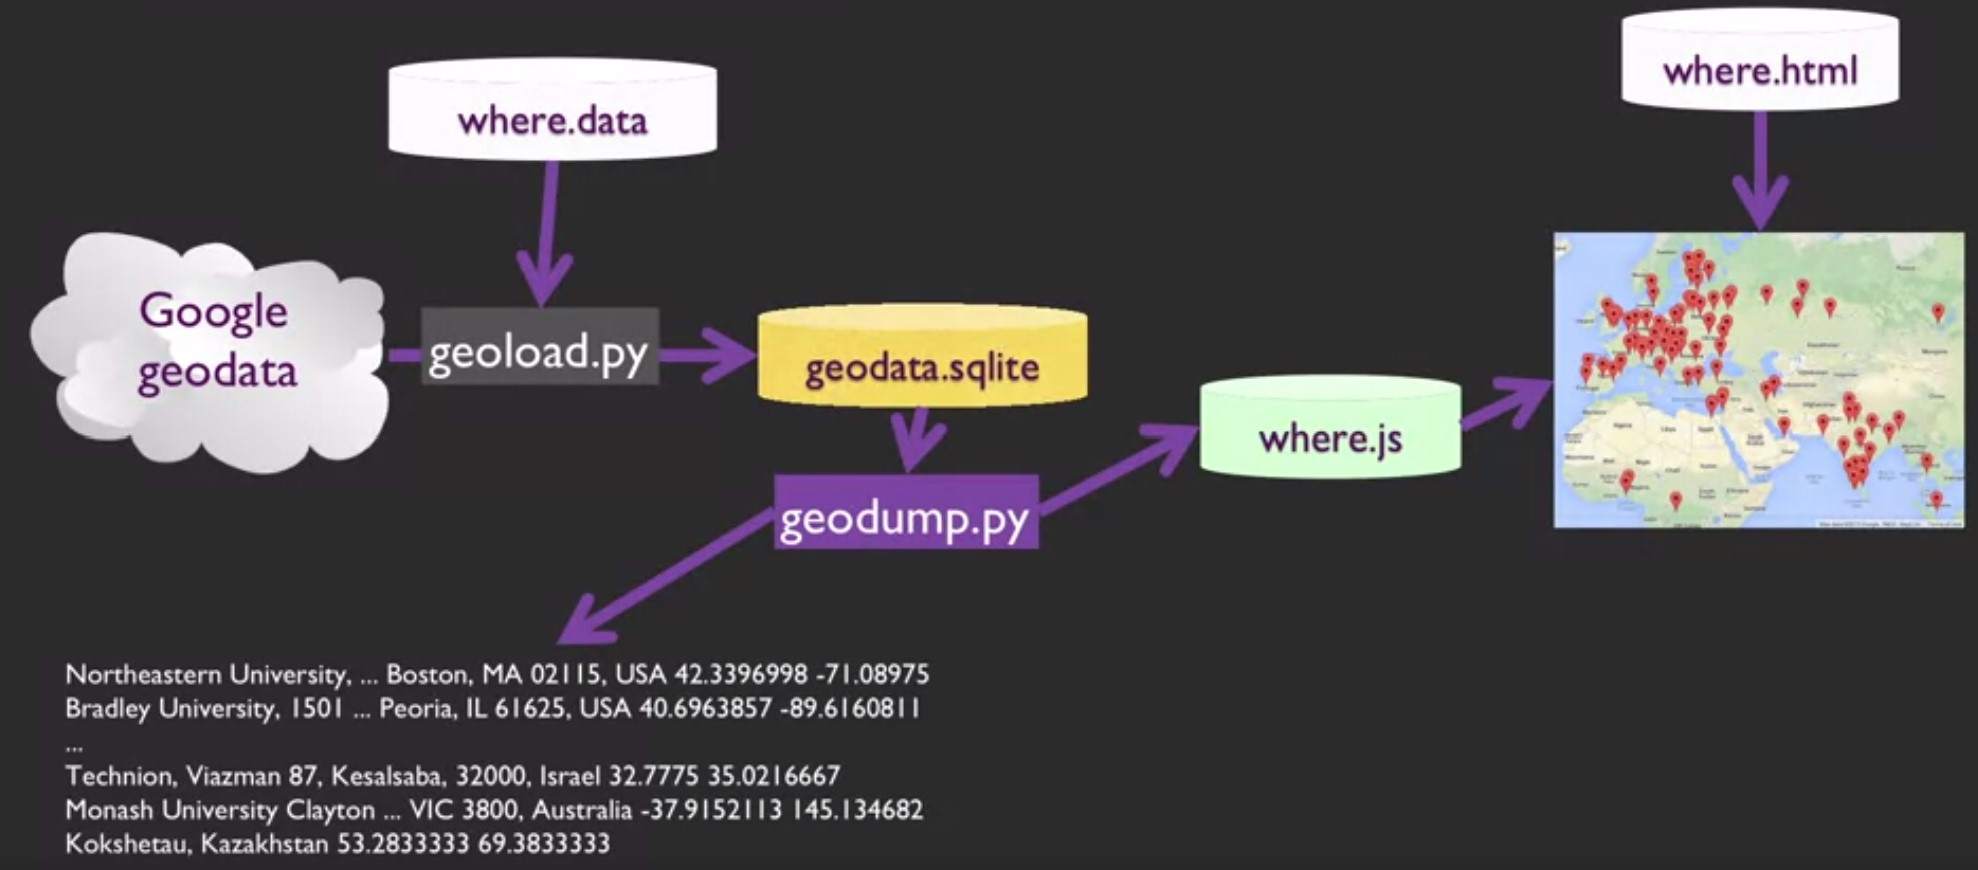 where.data
where.html
Google
geodata
geoload.py
geodata.sqlite
where.js
geodump.py
Northeastern University, ... Boston, MA 02115, USA 42.3396998 -71.08975
Bradley University, 1501 ... Peoria, IL 61625, USA 40.6963857 -89.6160811
...
Technion, Viazman 87, Kesalsaba, 32000, Israel 32.7775 35.0216667
Monash University Clayton ... VIC 3800, Australia -37.9152113 145.134682
Kokshetau, Kazakhstan 53.2833333 69.3833333